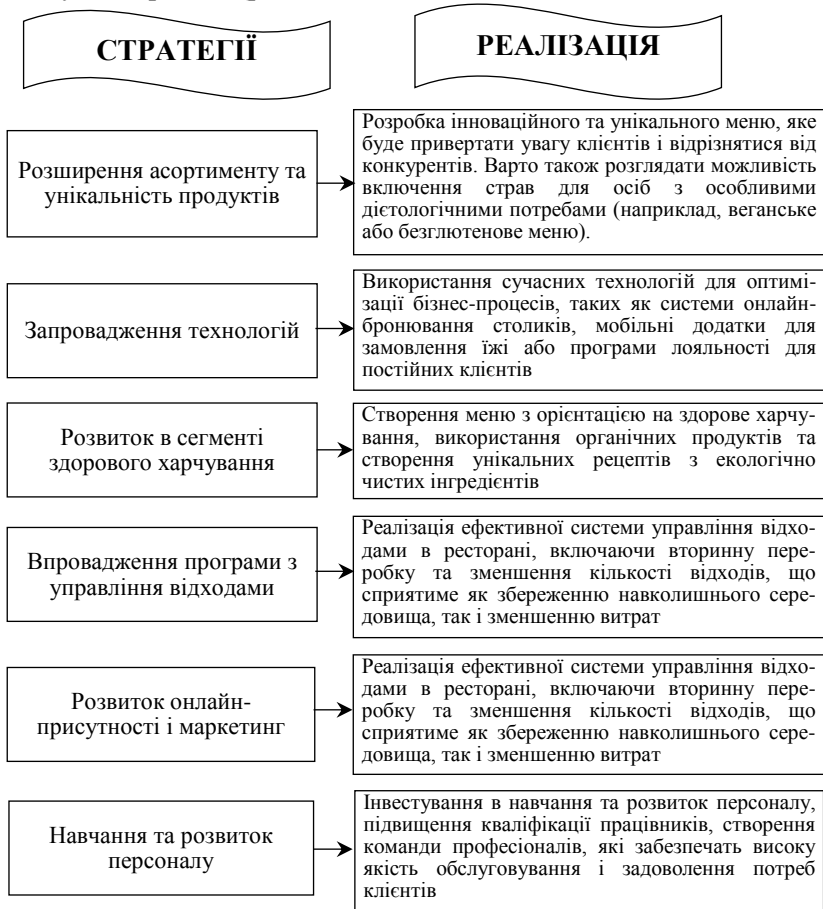 СТРАТЕГІЇ
РЕАЛІЗАЦІЯ
Розширення асортименту та
унікальність продуктів
Розробка інноваційного та унікального меню, яке
буде привертати увагу клієнтів і відрізнятися від
конкурентів. Варто також розглядати можливість
включення страв для осіб з особливими
дієтологічними потребами (наприклад, веганське
або безглютенове меню).
Запровадження технологій
Використання сучасних технологій для оптимі-
зації бізнес-процесів, таких як системи онлайн-
бронювання столиків, мобільні додатки для
замовлення їжі або програми лояльності для
постійних клієнтів
Розвиток в сегменті
здорового харчування
Створення меню з орієнтацією на здорове харчу-
вання, використання органічних продуктів та
створення унікальних рецептів з екологічно
чистих інгредієнтів
Впровадження програми з
управління відходами
Реалізація ефективної системи управління відхо-
дами в ресторані, включаючи вторинну пере-
робку та зменшення кількості відходів, що
сприятиме як збереженню навколишнього сере-
довища, так і зменшенню витрат
Розвиток онлайн-
присутності і маркетинг
Реалізація ефективної системи управління відхо-
дами в ресторані, включаючи вторинну пере-
робку та зменшення кількості відходів, що
сприятиме як збереженню навколишнього сере-
довища, так і зменшенню витрат
Навчання та розвиток
персоналу
Інвестування в навчання та розвиток персоналу,
підвищення кваліфікації працівників, створення
команди професіоналів, які забезпечать високу
якість обслуговування і задоволення потреб
клієнтів